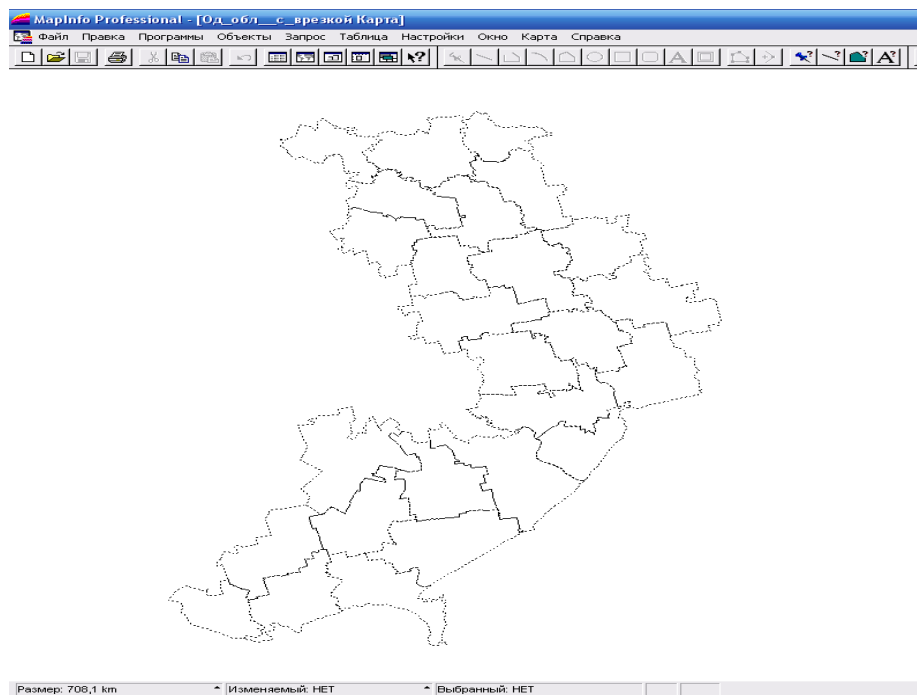 MapInfo Professional - [Од_обл__с_врезкой Карта]
Файл Правка Программы Объекты Запрос Таблица Настройки Окно Карта Справка
Размер: 708,1 km Изменяемый: НЕТ Выбранный: НЕТ